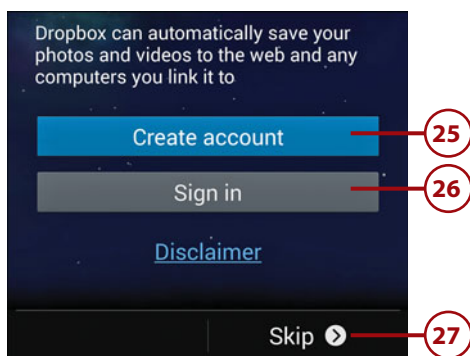 Dropbox can automatically save your
photos and videos to the web and any
computers you link it to
Create account
25
Sign in
26
Disclaimer
Skip
27